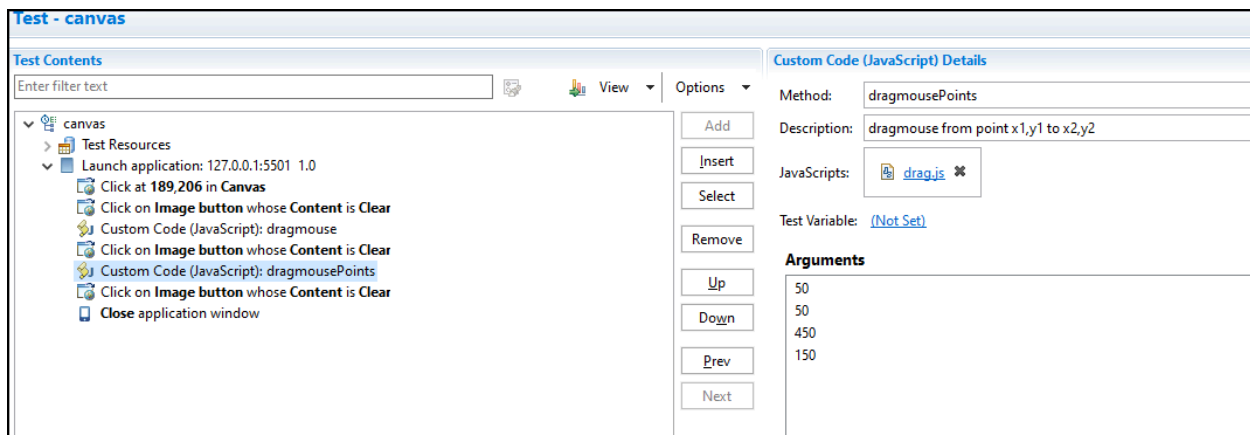 Test - canvas
Test Contents
Enter filter text
View
Options
canvas
Test Resources
Launch application: 127.0.0.1:5501 1.0
Click at 189,206 in Canvas
Click on Image button whose Content is Clear
Custom Code (JavaScript): dragmouse
Click on Image button whose Content is Clear
Custom Code (JavaScript): dragmousePoints
Click on Image button whose Content is Clear
Close application window
Add
Insert
Select
Remove
Up
Down
Prev
Next
Custom Code (JavaScript) Details
Method: dragmousePoints
Description: dragmouse from point x1,y1 to x2,y2
JavaScripts: drag.js
Test Variable: (Not Set)
Arguments
50
50
450
150